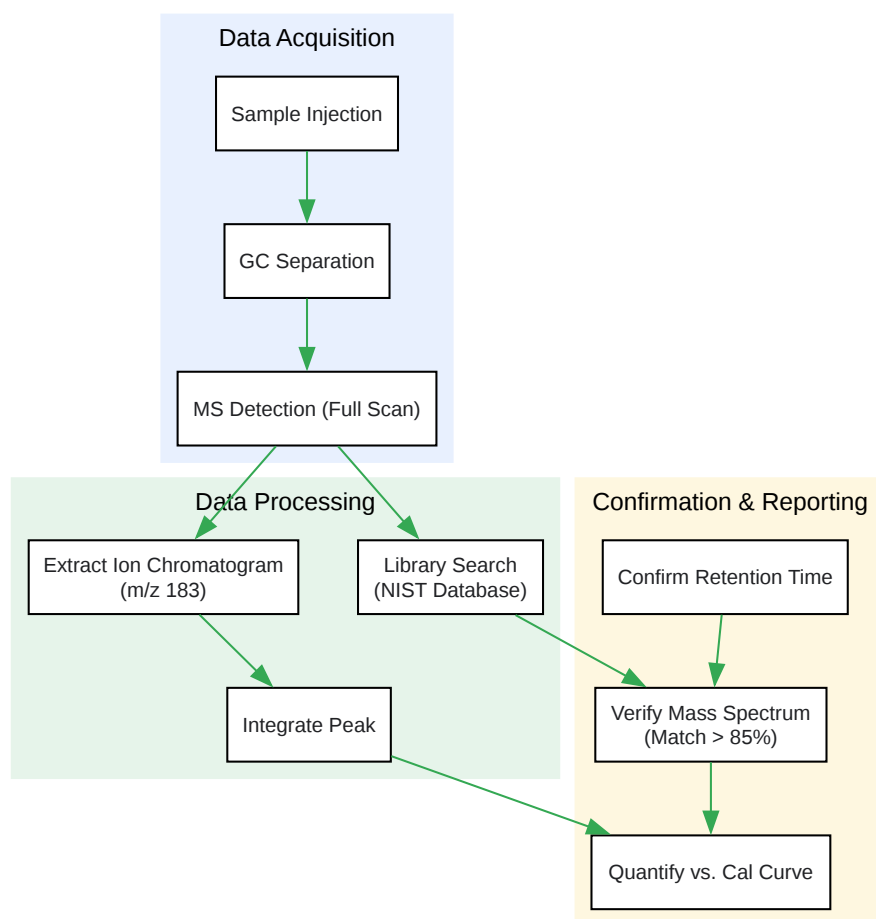 Data Acquisition
Sample Injection
GC Separation
MS Detection (Full Scan)
Data Processing
Extract Ion Chromatogram
(m/z 183)
Library Search
(NIST Database)
Integrate Peak
Confirmation & Reporting
Confirm Retention Time
Verify Mass Spectrum
(Match > 85%)
Quantify vs. Cal Curve